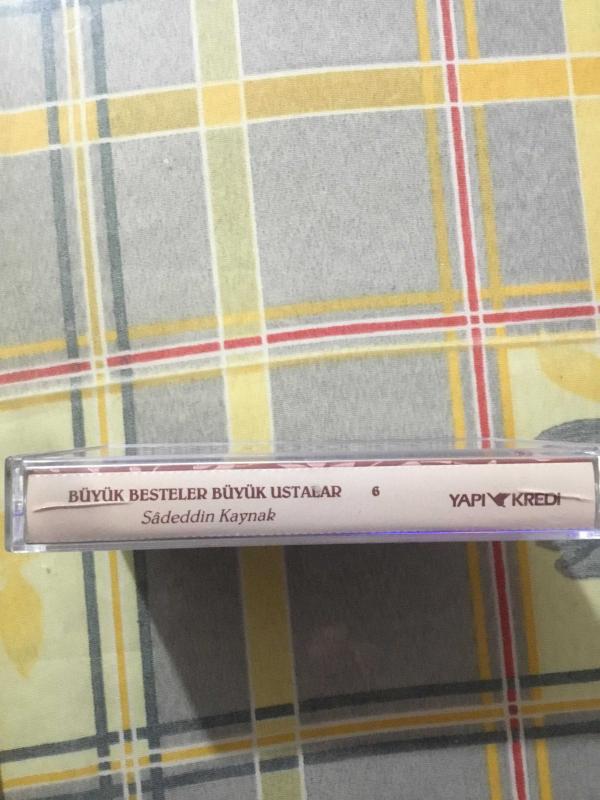 BÜYÜK BESTELER BÜYÜK USTALAR 6
Sâdeddin Kaynak
YAPI KREDİ